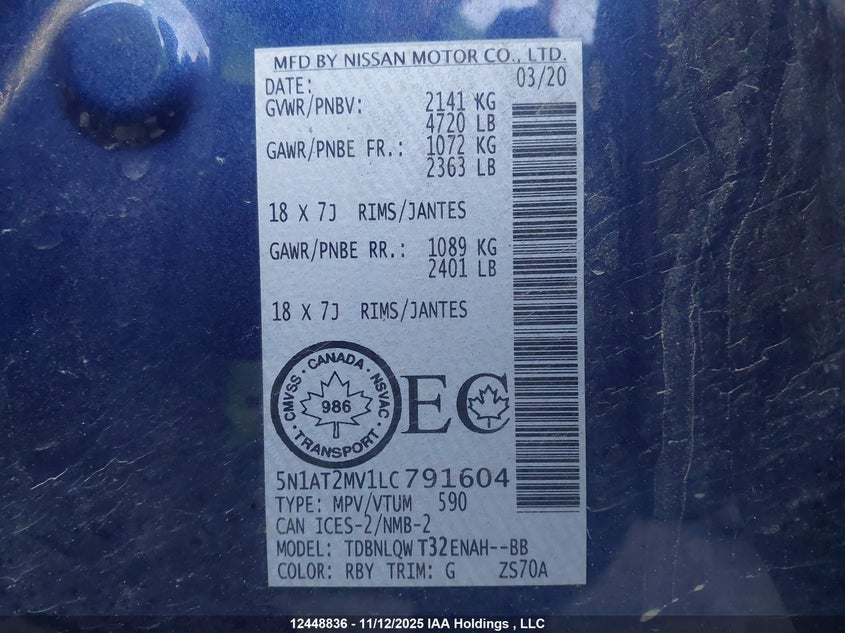 MFD BY NISSAN MOTOR CO., LTD.
DATE: 03/20
GVWR/PNBV: 2141 KG
4720 LB
GAWR/PNBE FR.: 1072 KG
2363 LB
18 X 7J RIMS/JANTES
GAWR/PNBE RR.: 1089 KG
2401 LB
18 X 7J RIMS/JANTES
CMVSS · CANADA · NSVAC · TRANSPORT ·
986
EC
5N1AT2MV1LC791604
TYPE: MPV/VTUM 590
CAN ICES-2/NMB-2
MODEL: TDBNLQWT32ENAH--BB
COLOR: RBY TRIM: G ZS70A
12448836 - 11/12/2025 IAA Holdings , LLC